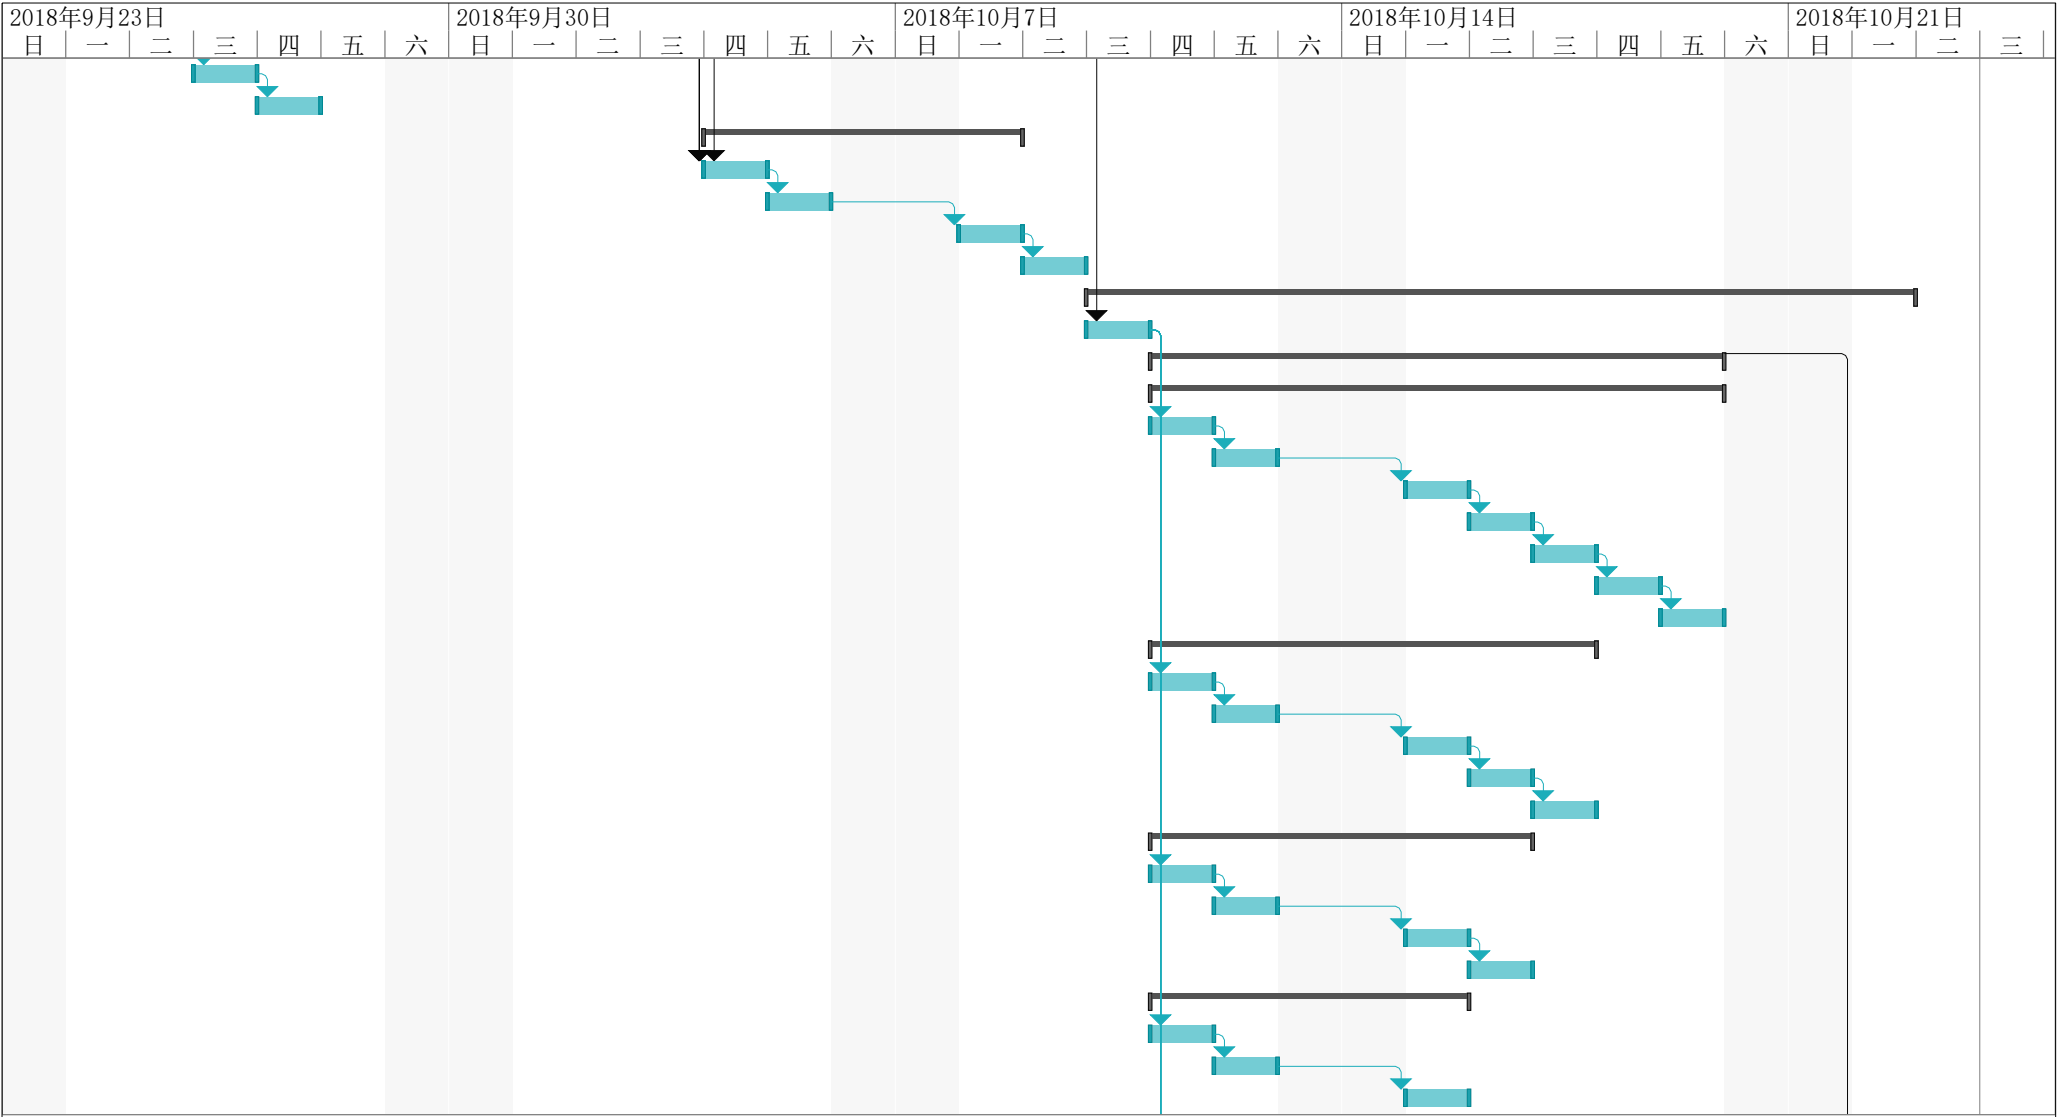 2018年9月23日 2018年9月30日 2018年10月7日 2018年10月14日 2018年10月21日
日 一 二 三 四 五 六 日 一 二 三 四 五 六 日 一 二 三 四 五 六 日 一 二 三 四 五 六 日 一 二 三